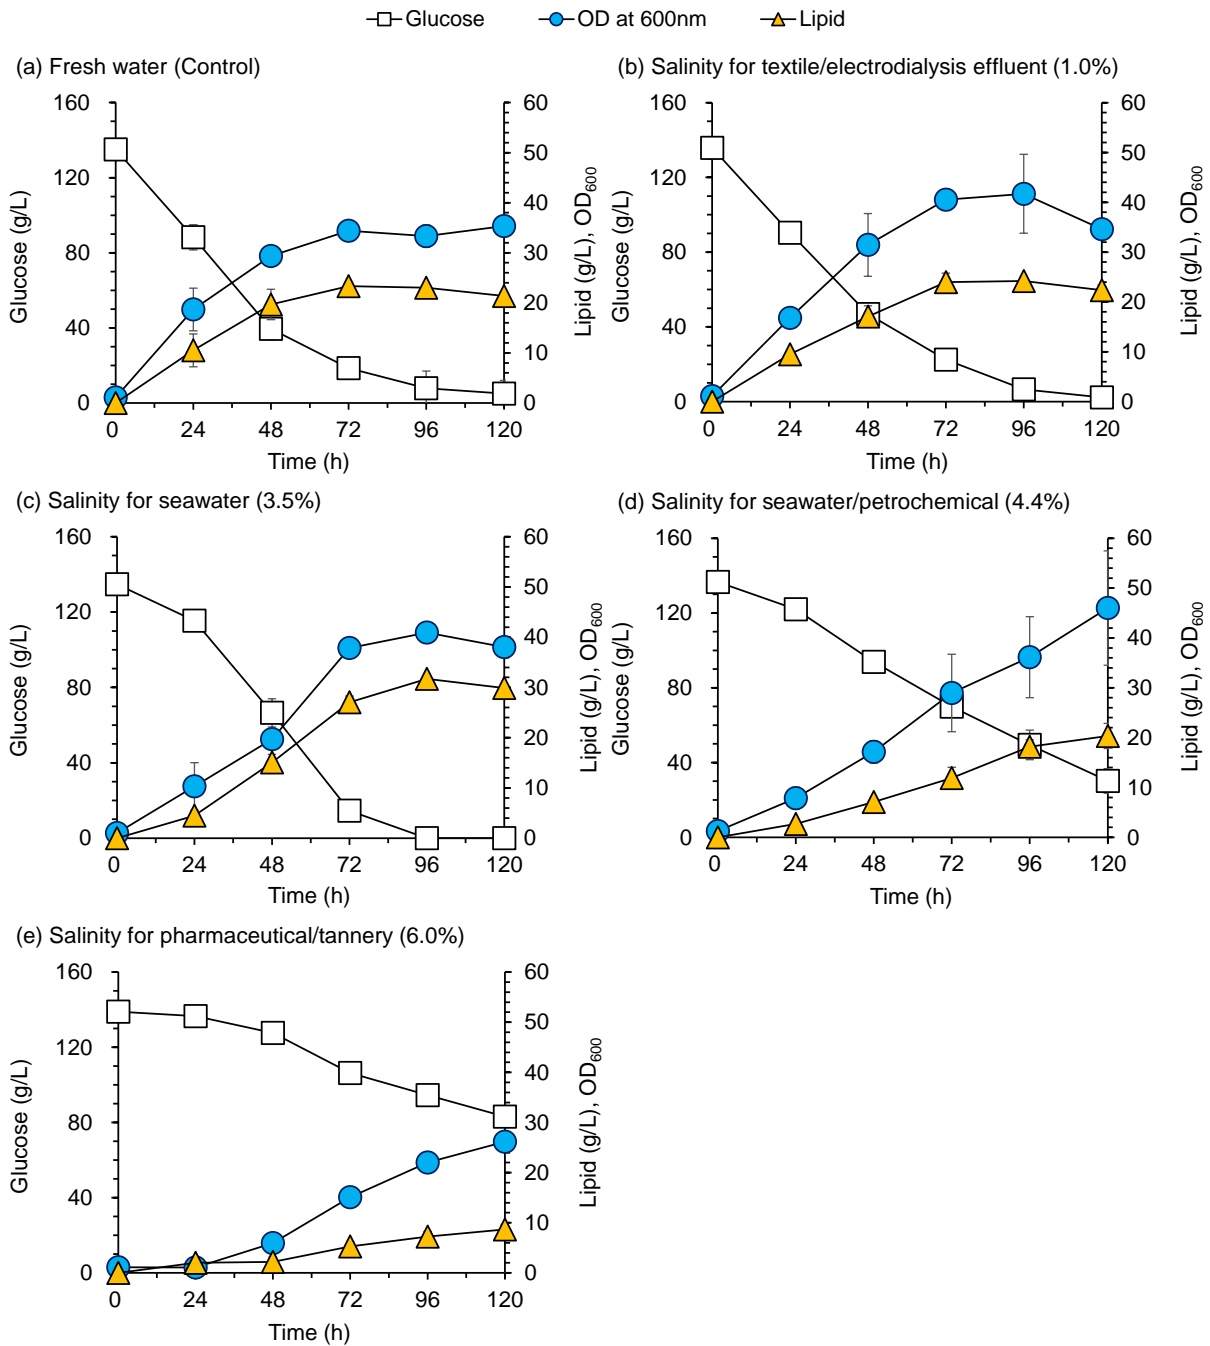 Glucose OD at 600nm Lipid
(a) Fresh water (Control)
160
120
80
40
0
Glucose (g/L)
60
50
40
30
20
10
0
Lipid (g/L), OD600
0 24 48 72 96 120
Time (h)
(b) Salinity for textile/electrodialysis effluent (1.0%)
160
120
80
40
0
Glucose (g/L)
60
50
40
30
20
10
0
Lipid (g/L), OD600
0 24 48 72 96 120
Time (h)
(c) Salinity for seawater (3.5%)
160
120
80
40
0
Glucose (g/L)
60
50
40
30
20
10
0
Lipid (g/L), OD600
0 24 48 72 96 120
Time (h)
(d) Salinity for seawater/petrochemical (4.4%)
160
120
80
40
0
Glucose (g/L)
60
50
40
30
20
10
0
Lipid (g/L), OD600
0 24 48 72 96 120
Time (h)
(e) Salinity for pharmaceutical/tannery (6.0%)
160
120
80
40
0
Glucose (g/L)
60
50
40
30
20
10
0
Lipid (g/L), OD600
0 24 48 72 96 120
Time (h)